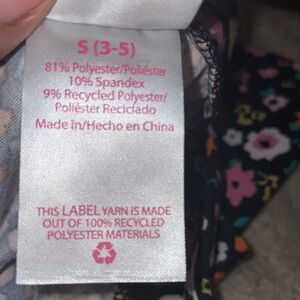 S (3-5)
81% Polyester/Poliéster
10% Spandex
9% Recycled Polyester/
Poliéster Reciclado
Made in/Hecho en China
THIS LABEL YARN IS MADE
OUT OF 100% RECYCLED
POLYESTER MATERIALS